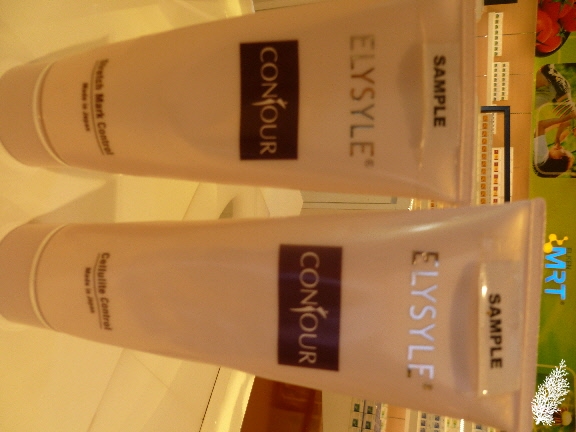 SAMPLE
ELYSYLE®
CONTOUR
Stretch Mark Control
Made in Japan
SAMPLE
ELYSYLE®
CONTOUR
Cellulite Control
Made in Japan
MRT